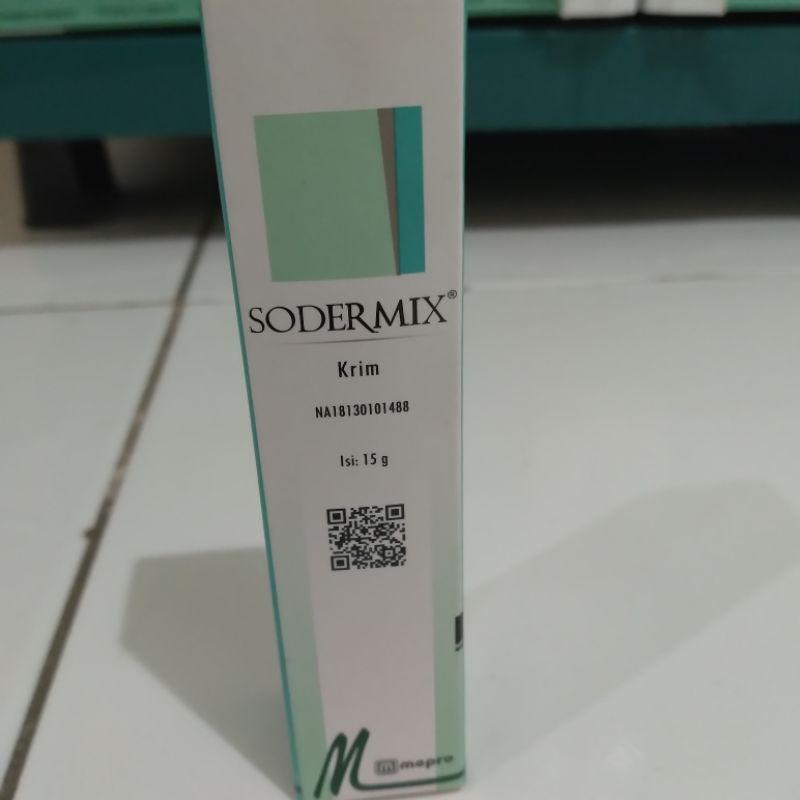 SODERMIX®
Krim
NA18130101488
Isi: 15 g
M mepro